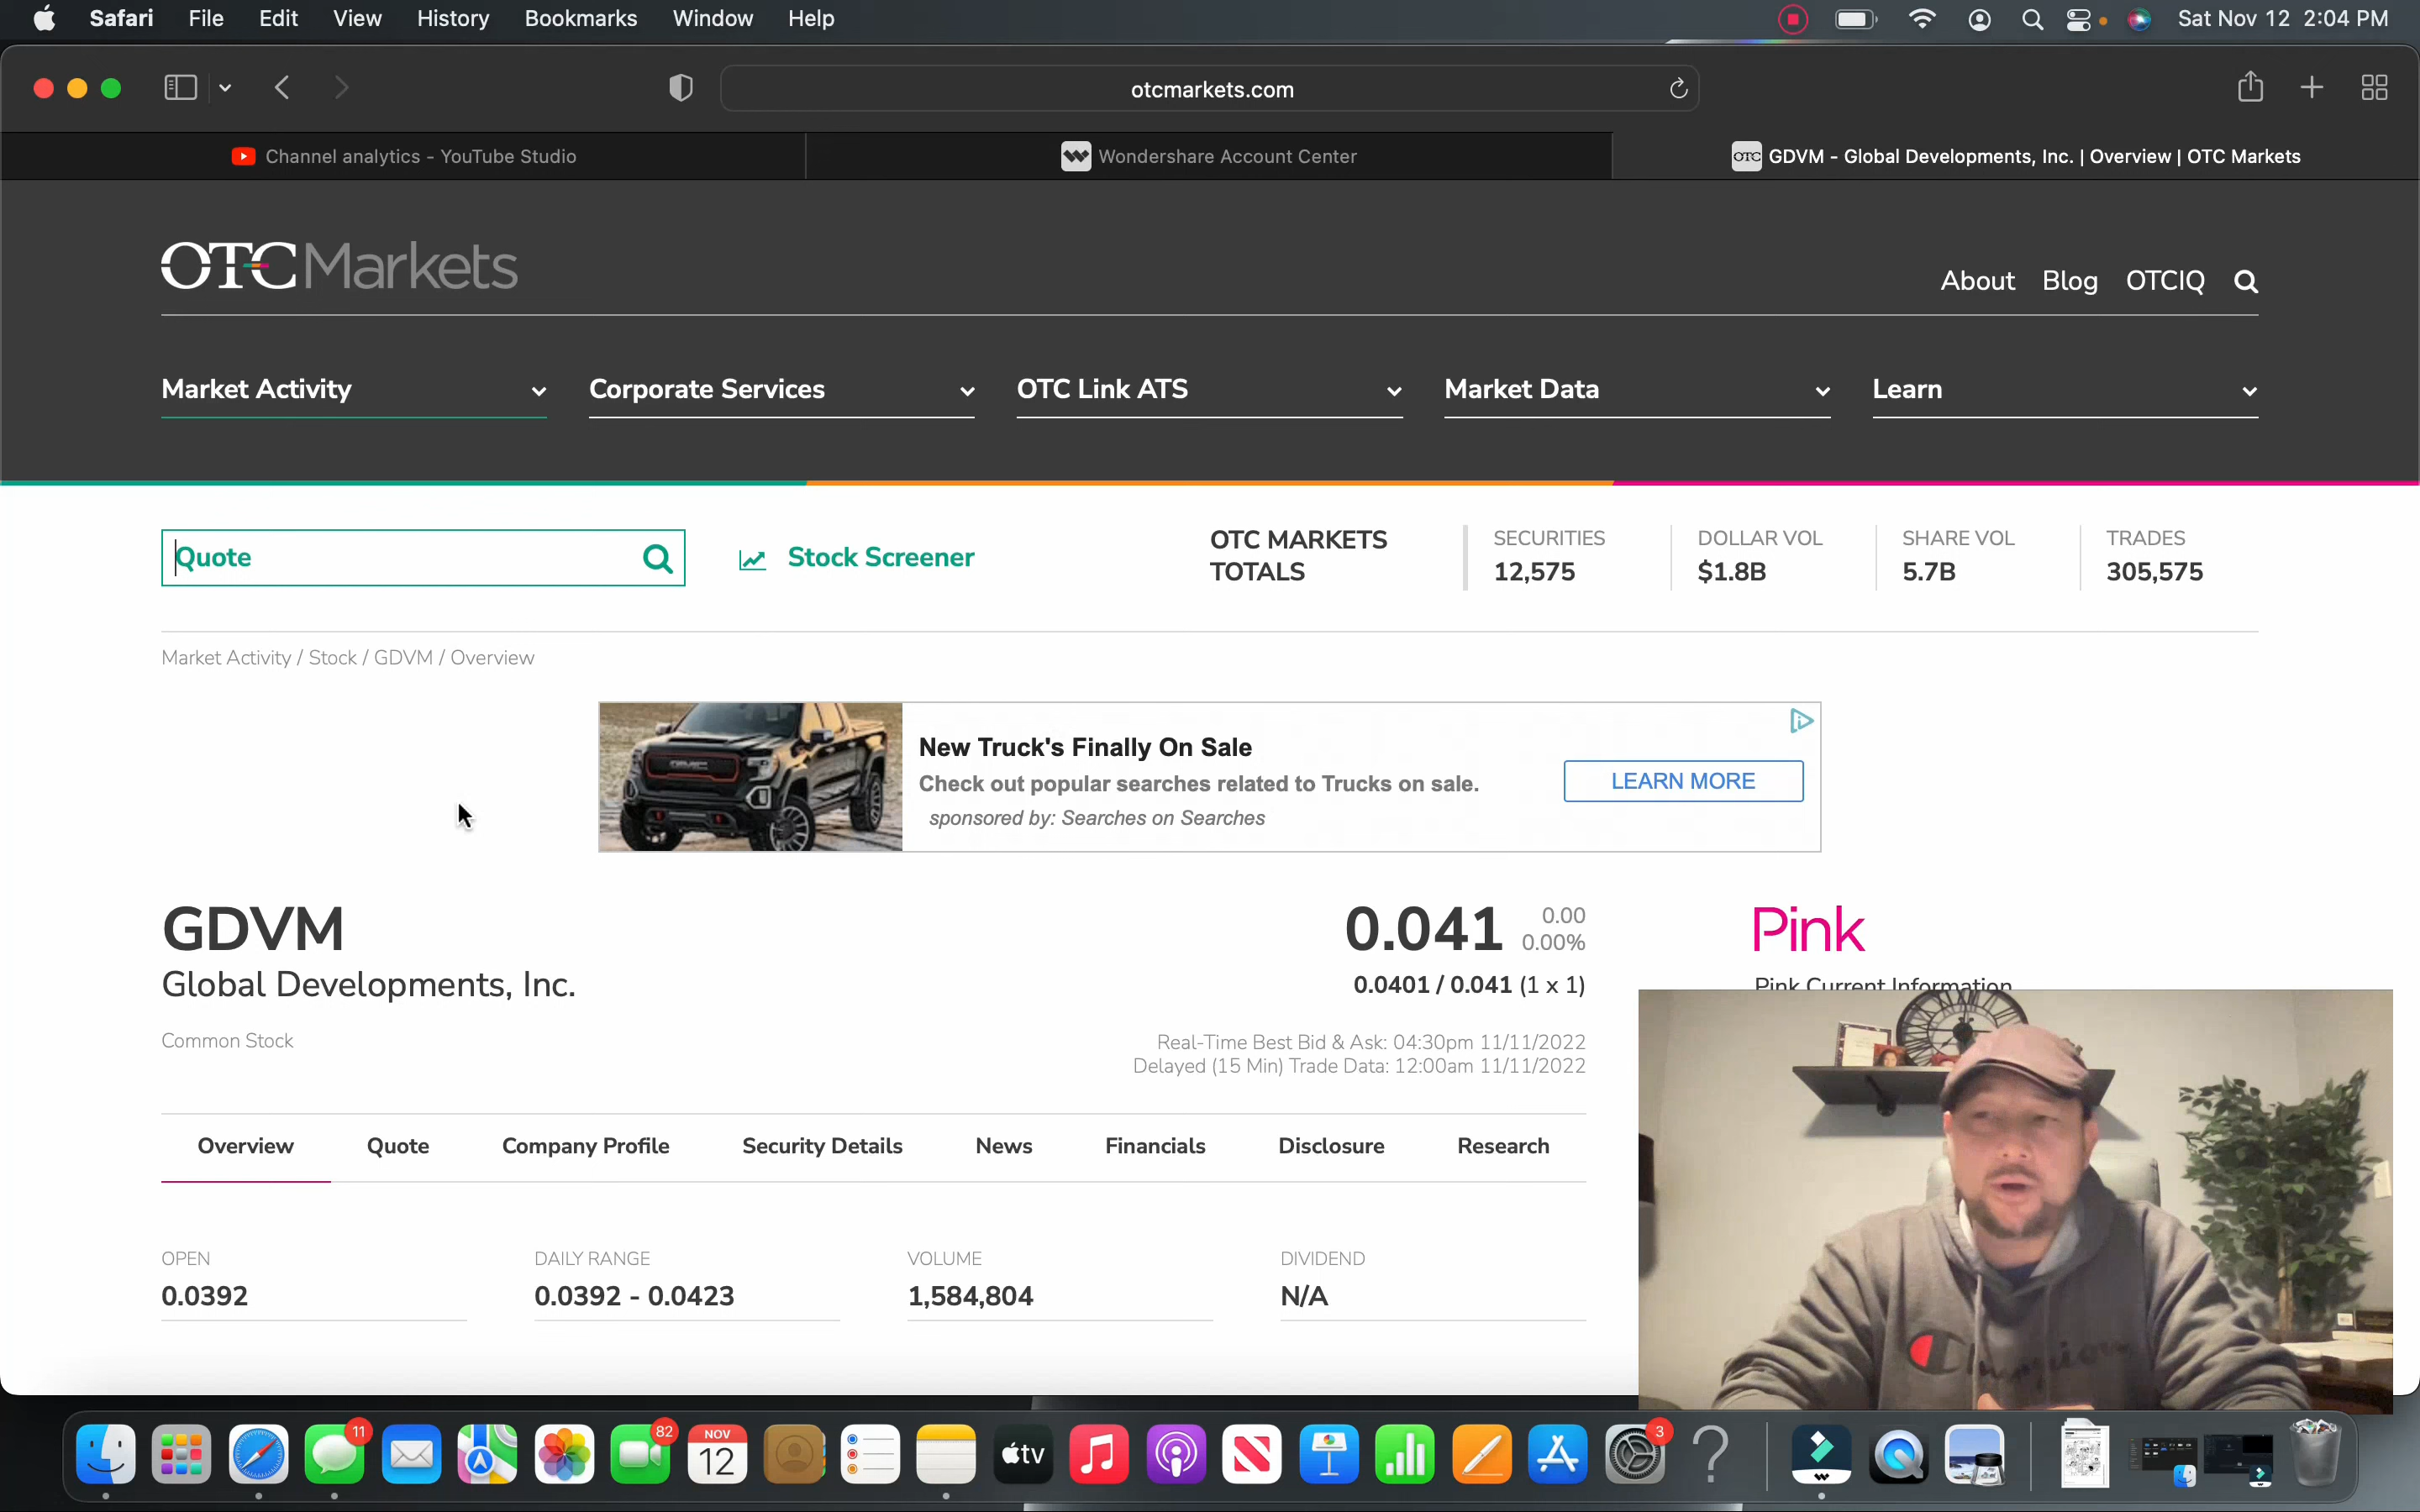 Safari File Edit View History Bookmarks Window Help Sat Nov 12 2:04 PM
otcmarkets.com
Channel analytics - YouTube Studio
Wondershare Account Center
OTC GDVM - Global Developments, Inc. | Overview | OTC Markets
OTC Markets
About Blog OTCIQ
Market Activity Corporate Services OTC Link ATS Market Data Learn
Quote
Stock Screener
OTC MARKETS
TOTALS
SECURITIES
12,575
DOLLAR VOL
$1.8B
SHARE VOL
5.7B
TRADES
305,575
Market Activity / Stock / GDVM / Overview
New Truck's Finally On Sale
Check out popular searches related to Trucks on sale.
sponsored by: Searches on Searches
LEARN MORE
GDVM
Global Developments, Inc.
Common Stock
0.041
0.00
0.00%
0.0401 / 0.041 (1 x 1)
Real-Time Best Bid & Ask: 04:30pm 11/11/2022
Delayed (15 Min) Trade Data: 12:00am 11/11/2022
Pink
Pink Current Information
Overview Quote Company Profile Security Details News Financials Disclosure Research
OPEN
0.0392
DAILY RANGE
0.0392 - 0.0423
VOLUME
1,584,804
DIVIDEND
N/A
Champion
11
82
NOV
12
tv
3